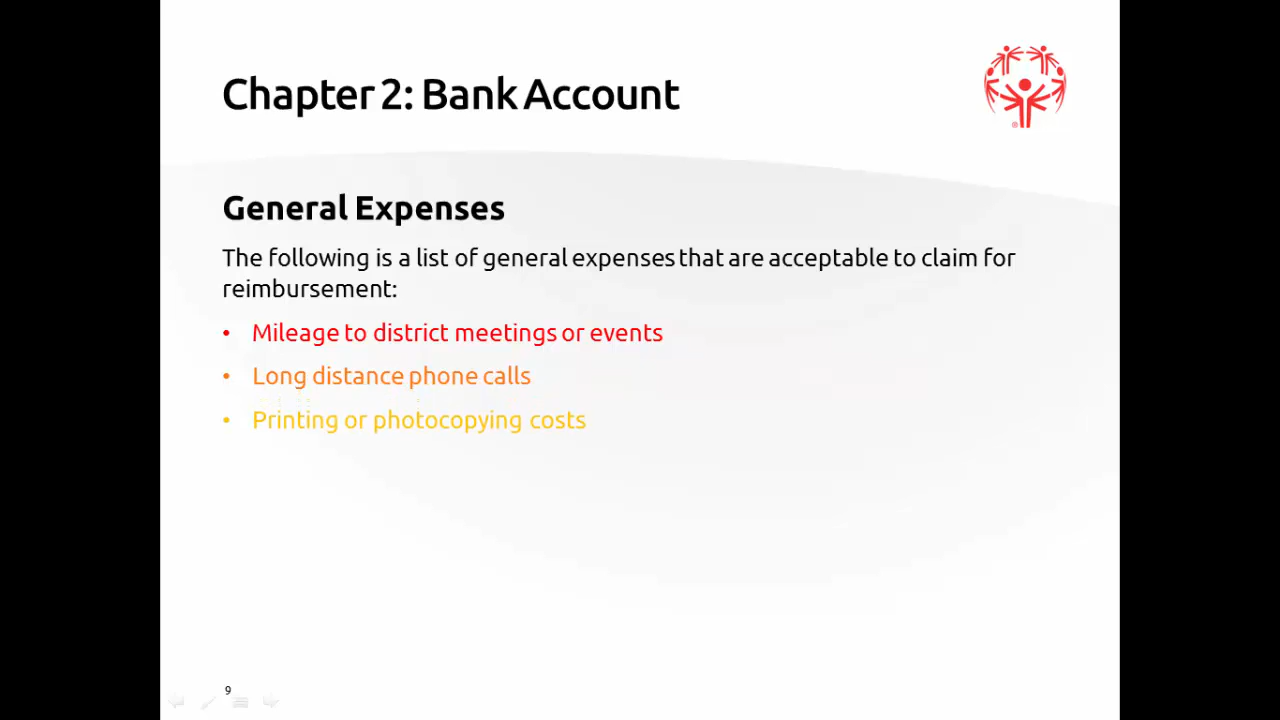 Chapter 2: Bank Account
General Expenses
The following is a list of general expenses that are acceptable to claim for
reimbursement:
• Mileage to district meetings or events
• Long distance phone calls
• Printing or photocopying costs
9
®